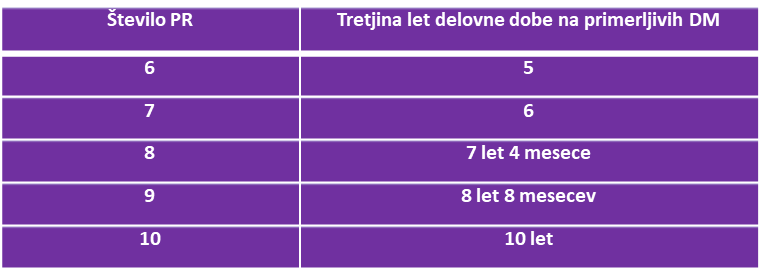 Število PR Tretjina let delovne dobe na primerljivih DM
6 5
7 6
8 7 let 4 mesece
9 8 let 8 mesecev
10 10 let